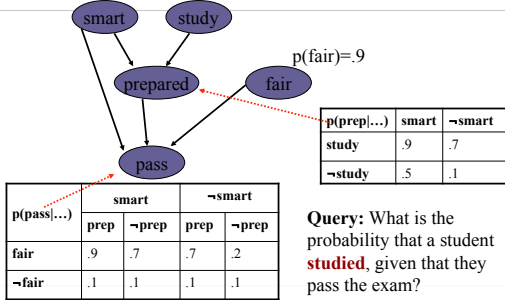 smart study
p(fair)=.9
prepared fair
p(prep|…) smart ¬smart
study .9 .7
¬study .5 .1
pass
p(pass|…) smart ¬smart
prep ¬prep prep ¬prep
fair .9 .7 .7 .2
¬fair .1 .1 .1 .1
Query: What is the
probability that a student
studied, given that they
pass the exam?